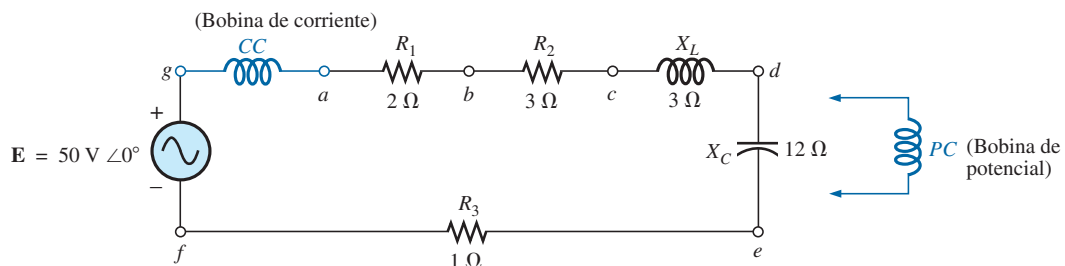 (Bobina de corriente)
CC
R1
R2
XL
g
a
b
c
d
2 Ω
3 Ω
3 Ω
+
E = 50 V ∠0°
–
XC
12 Ω
PC (Bobina de
potencial)
R3
f
1 Ω
e